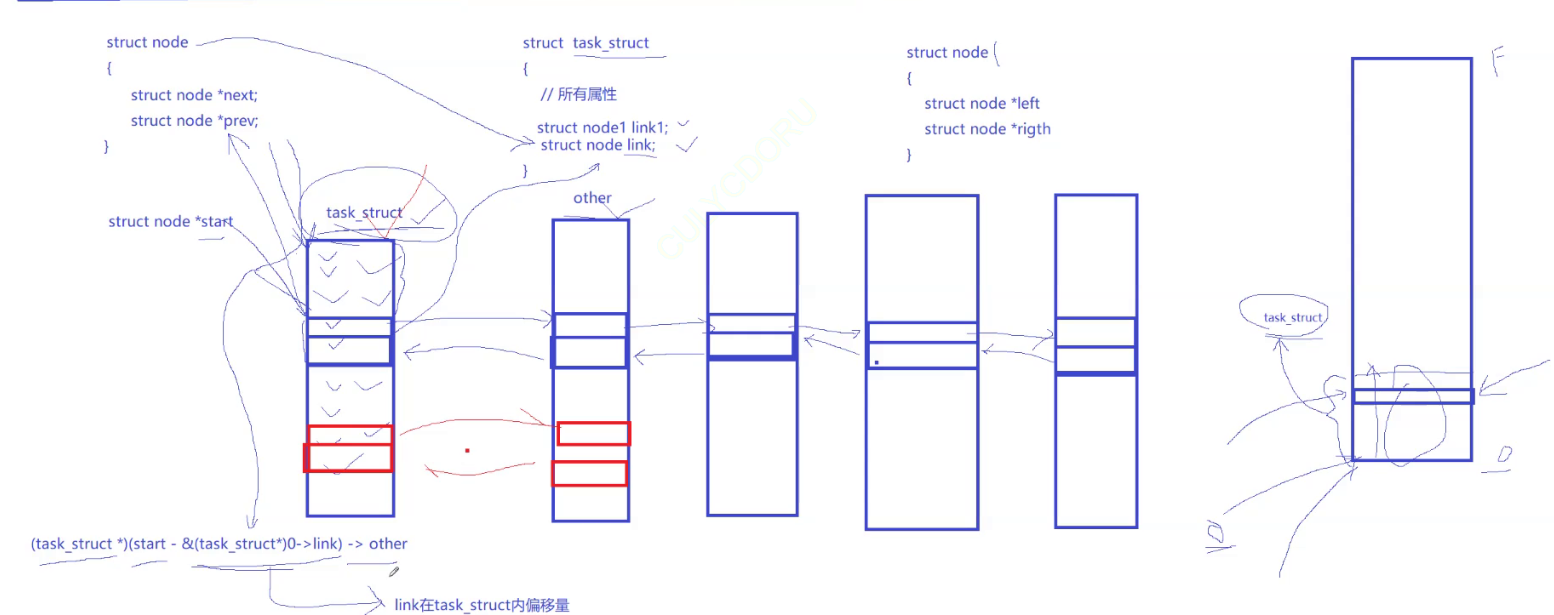 struct node
{
struct node *next;
struct node *prev;
}
struct task_struct
{
// 所有属性
struct node1 link1;
struct node link;
}
struct node
{
struct node *left
struct node *rigth
}
F
struct node *start
task_struct
other
task_struct
0
0
(task_struct *)(start - &(task_struct*)0->link) -> other
link在task_struct内偏移量